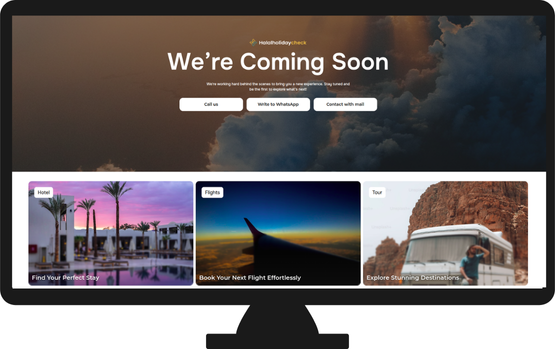 Halalholidaycheck
We're Coming Soon
We're working hard behind the scenes to bring you a new experience. Stay tuned and
be the first to explore what's next!
Call us
Write to WhatsApp
Contact with mail
Hotel
Flights
Tour
Find Your Perfect Stay
Book Your Next Flight Effortlessly
Explore Stunning Destinations